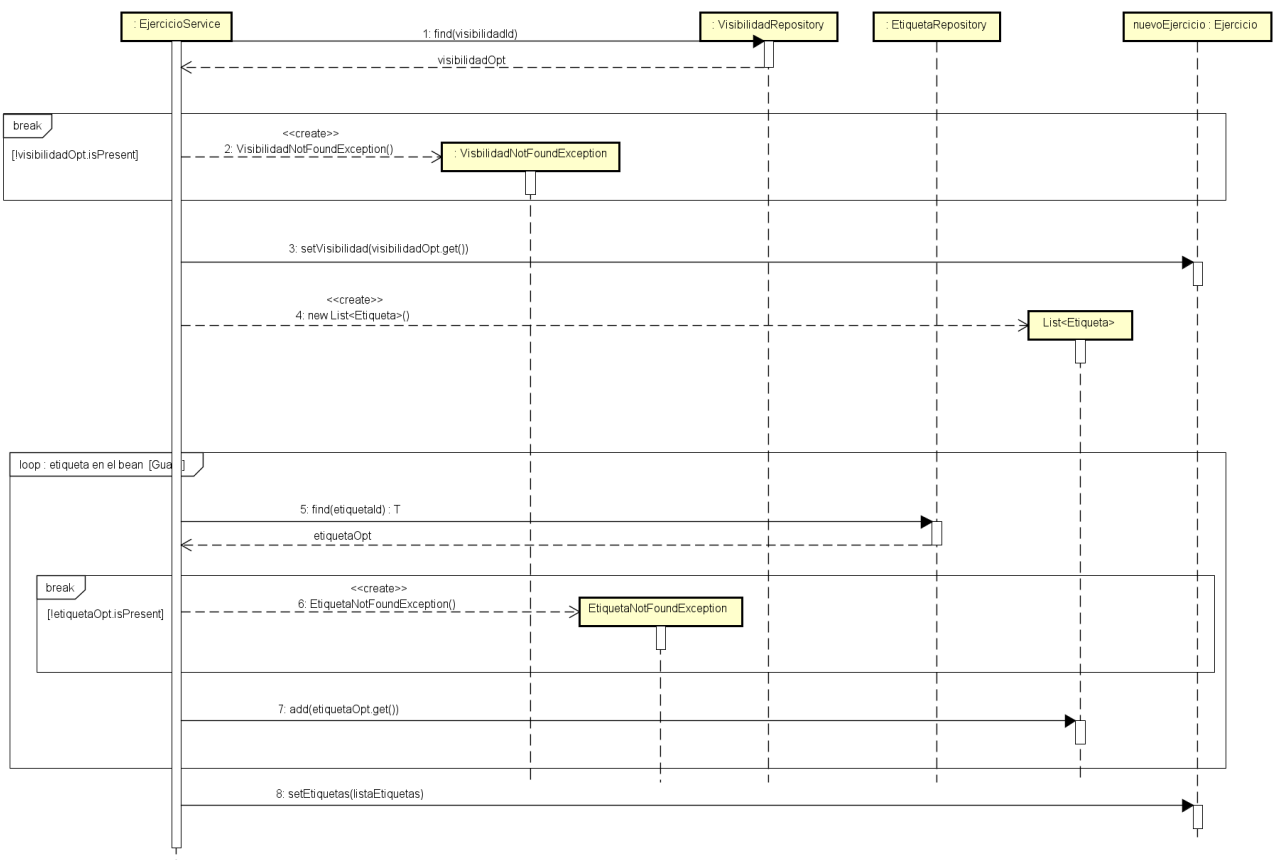 : EjercicioService
: VisibilidadRepository
: EtiquetaRepository
nuevoEjercicio : Ejercicio
1: find(visibilidadId)
visibilidadOpt
break
[!visibilidadOpt.isPresent]
<<create>>
2: VisibilidadNotFoundException()
: VisbilidadNotFoundException
3: setVisibilidad(visibilidadOpt.get())
<<create>>
4: new List<Etiqueta>()
List<Etiqueta>
loop : etiqueta en el bean [Gua ]
5: find(etiquetaId) : T
etiquetaOpt
break
[!etiquetaOpt.isPresent]
<<create>>
6: EtiquetaNotFoundException()
EtiquetaNotFoundException
7: add(etiquetaOpt.get())
8: setEtiquetas(listaEtiquetas)